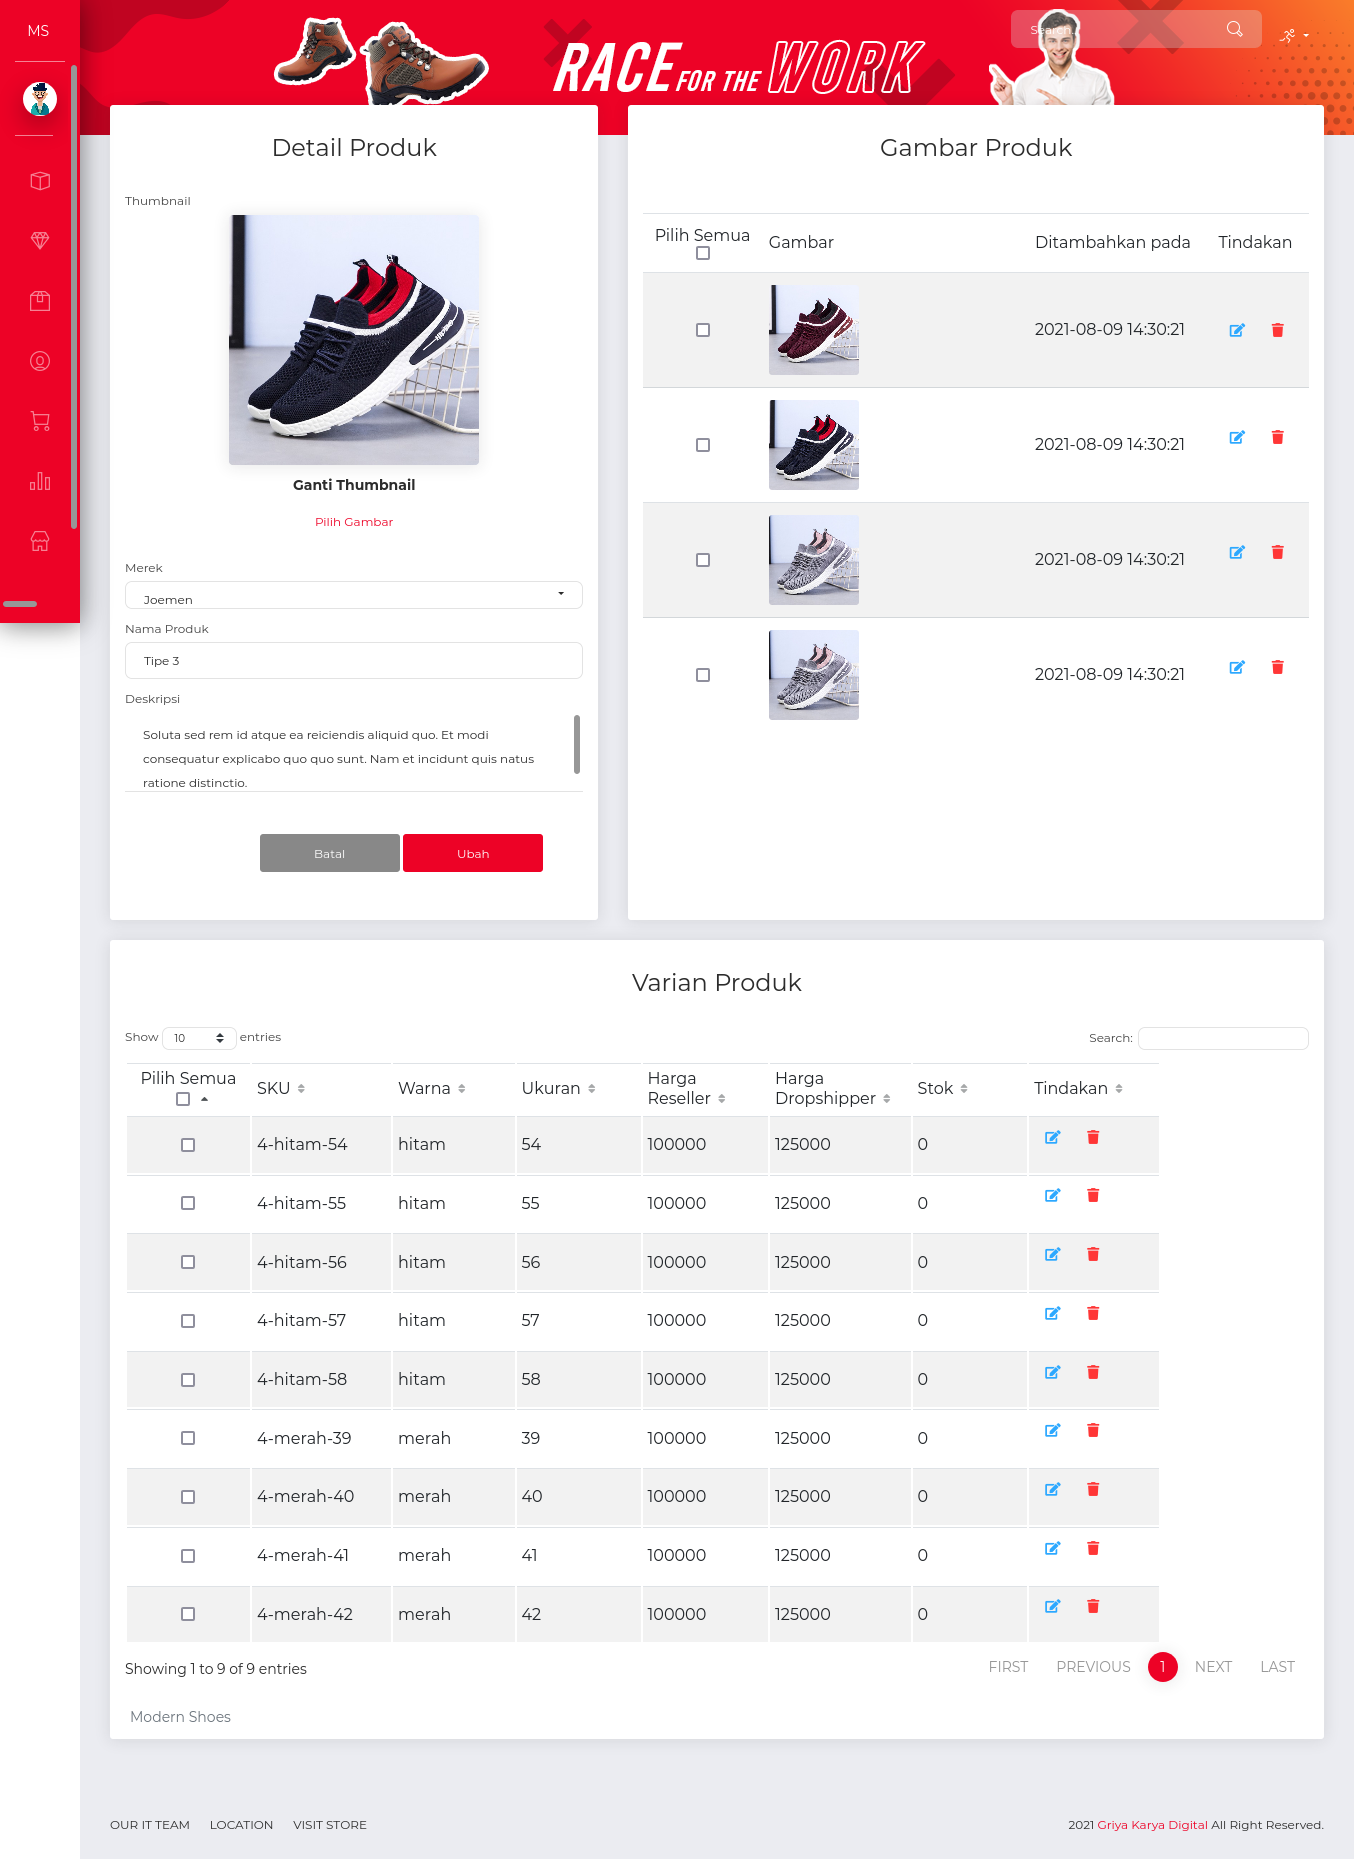 MS
RACE FOR THE WORK
Search...
Detail Produk
Thumbnail
Ganti Thumbnail
Pilih Gambar
Merek
Joemen
Nama Produk
Tipe 3
Deskripsi
Soluta sed rem id atque ea reiciendis aliquid quo. Et modi
consequatur explicabo quo quo sunt. Nam et incidunt quis natus
ratione distinctio.
Batal Ubah
Gambar Produk
Pilih Semua Gambar Ditambahkan pada Tindakan
2021-08-09 14:30:21
2021-08-09 14:30:21
2021-08-09 14:30:21
2021-08-09 14:30:21
Varian Produk
Show 10 entries Search:
Pilih Semua SKU Warna Ukuran Harga Reseller Harga Dropshipper Stok Tindakan
4-hitam-54 hitam 54 100000 125000 0
4-hitam-55 hitam 55 100000 125000 0
4-hitam-56 hitam 56 100000 125000 0
4-hitam-57 hitam 57 100000 125000 0
4-hitam-58 hitam 58 100000 125000 0
4-merah-39 merah 39 100000 125000 0
4-merah-40 merah 40 100000 125000 0
4-merah-41 merah 41 100000 125000 0
4-merah-42 merah 42 100000 125000 0
Showing 1 to 9 of 9 entries FIRST PREVIOUS 1 NEXT LAST
Modern Shoes
OUR IT TEAM LOCATION VISIT STORE 2021 Griya Karya Digital All Right Reserved.